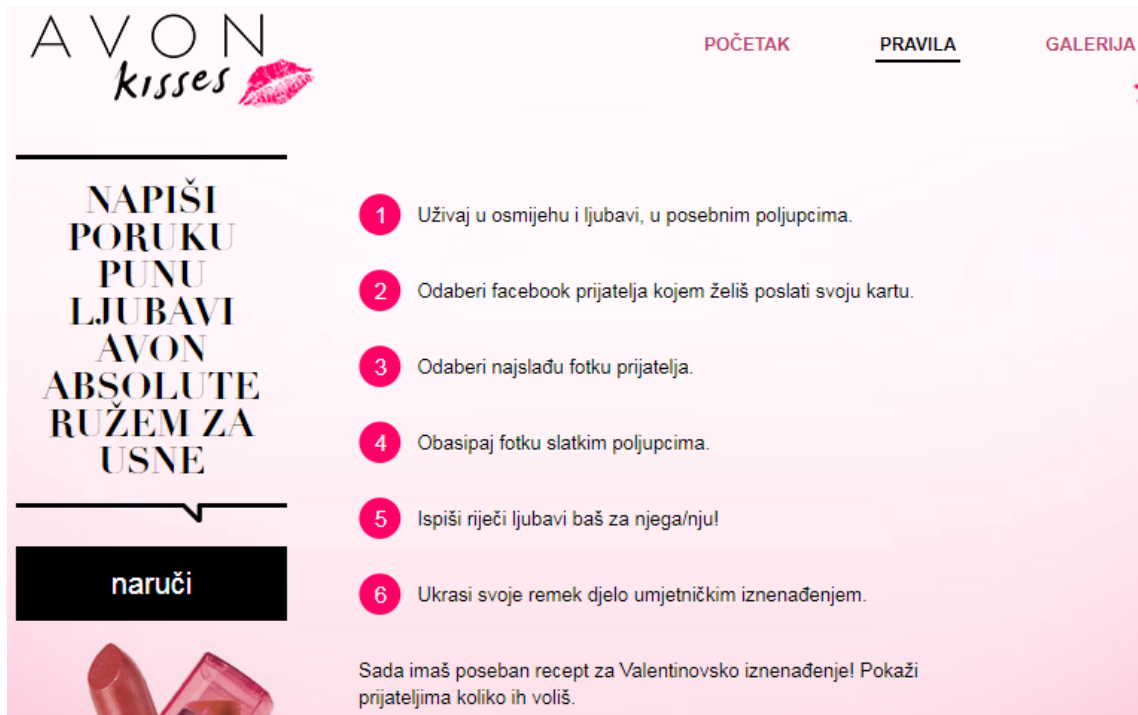 AVON
kisses
POČETAK
PRAVILA
GALERIJA
NAPIŠI
PORUKU
PUNU
LJUBAVI
AVON
ABSOLUTE
RUŽEM ZA
USNE
naruči
1 Uživaj u osmijehu i ljubavi, u posebnim poljupcima.
2 Odaberi facebook prijatelja kojem želiš poslati svoju kartu.
3 Odaberi najslađu fotku prijatelja.
4 Obasipaj fotku slatkim poljupcima.
5 Ispiši riječi ljubavi baš za njega/nju!
6 Ukrasi svoje remek djelo umjetničkim iznenađenjem.
Sada imaš poseban recept za Valentinovsko iznenađenje! Pokaži
prijateljima koliko ih voliš.